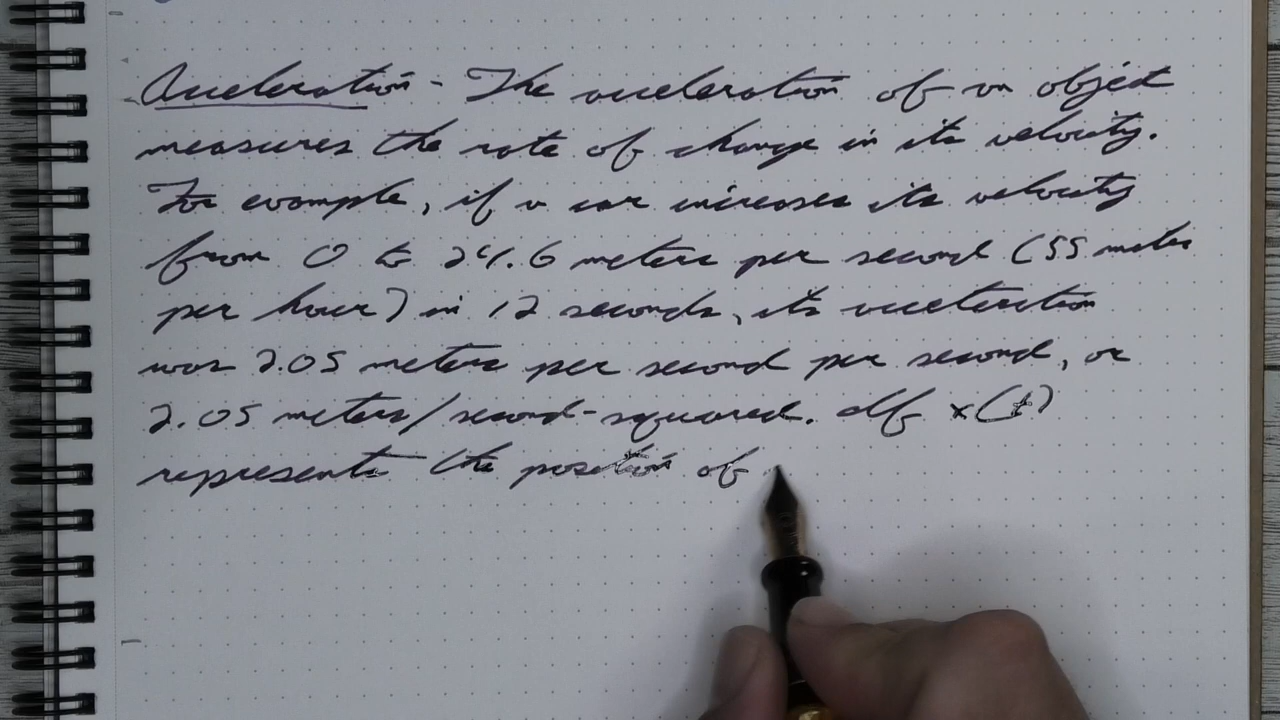 Acceleration - The acceleration of an object
measures the rate of change in its velocity.
For example, if a car increases its velocity
from 0 to 24.6 meters per second (55 meters
per hour) in 12 seconds, its acceleration
was 2.05 meters per second per second, or
2.05 meters/second-squared. If x(t)
represents the position of